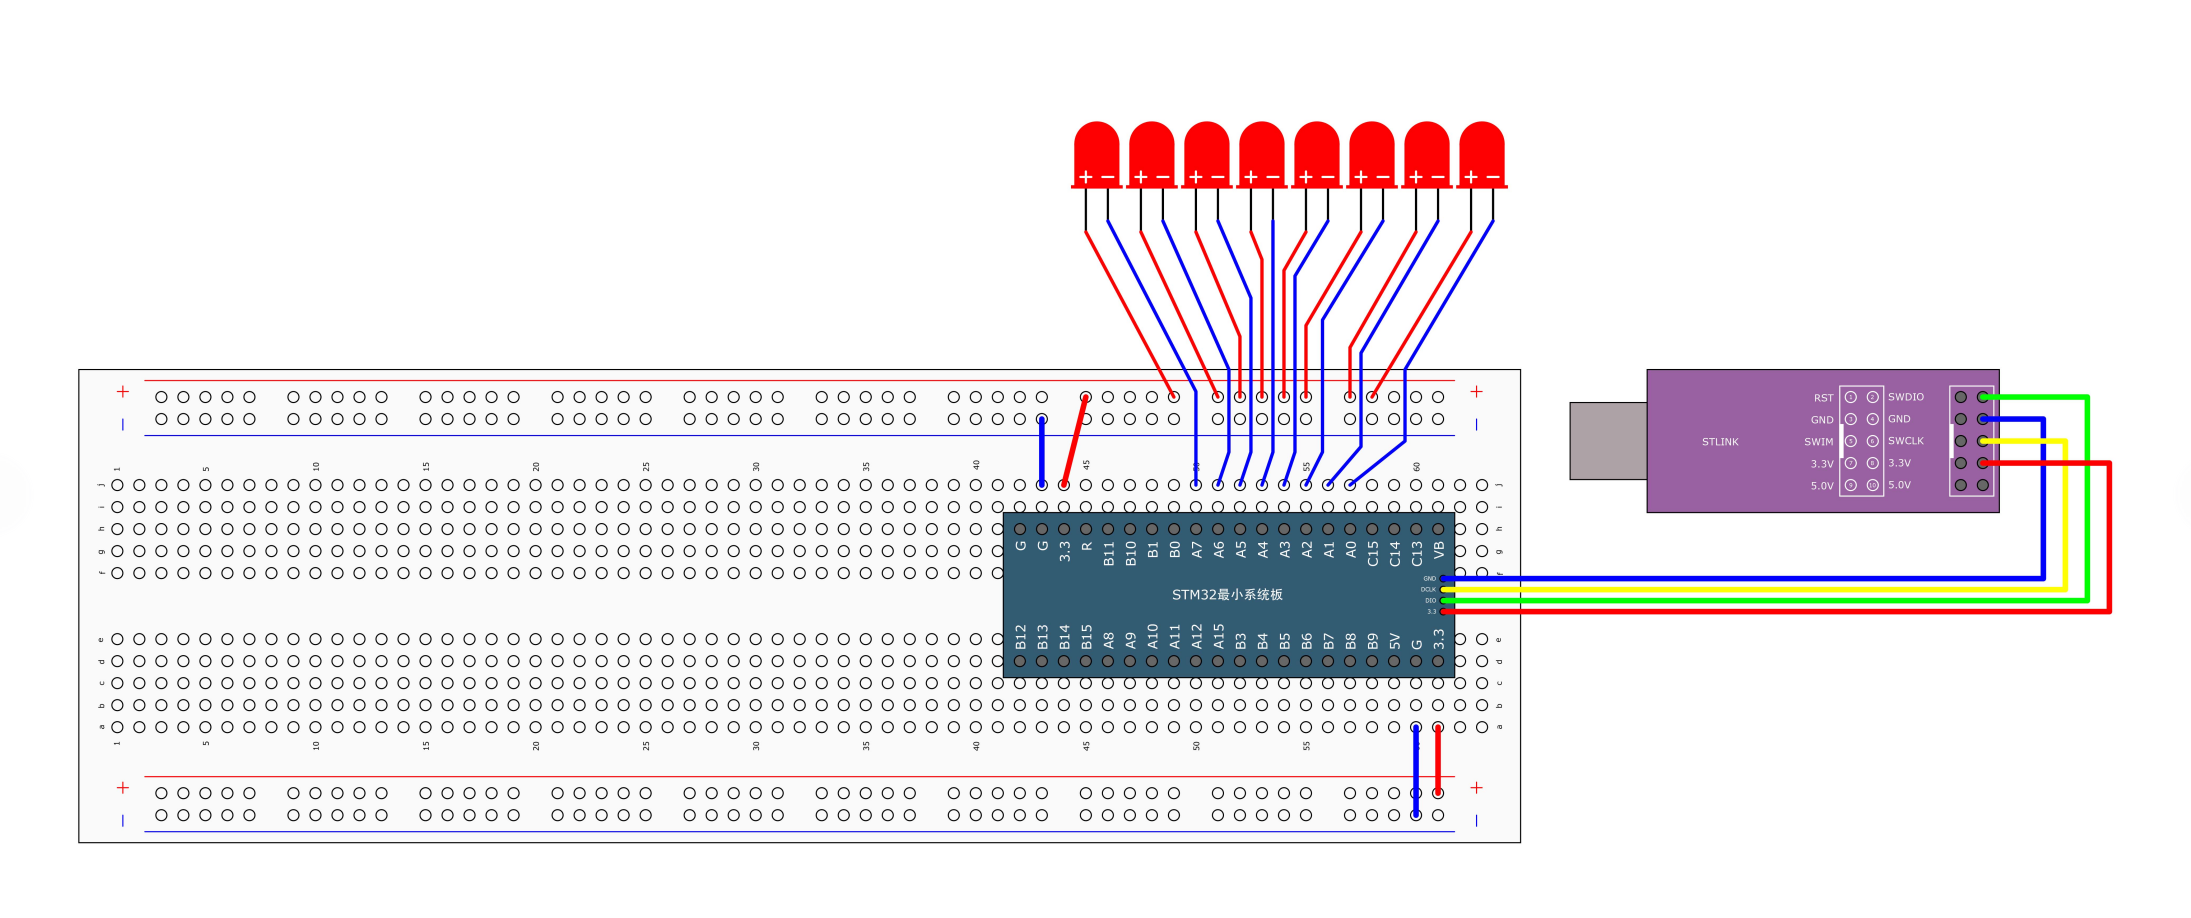 + − + − + − + − + − + − + − + −
+ +
− −
1 5 10 15 20 25 30 35 40 45 50 55 60
j j
i i
h h
g g
f f
G G 3.3 R B11 B10 B1 B0 A7 A6 A5 A4 A3 A2 A1 A0 C15 C14 C13 VB
GND
DCLK
DIO
3.3
STM32最小系统板
B12 B13 B14 B15 A8 A9 A10 A11 A12 A15 B3 B4 B5 B6 B7 B8 B9 5V G 3.3
e e
d d
c c
b b
a a
1 5 10 15 20 25 30 35 40 45 50 55
+ +
− −
STLINK
RST 1 2 SWDIO
GND 3 4 GND
SWIM 5 6 SWCLK
3.3V 7 8 3.3V
5.0V 9 10 5.0V